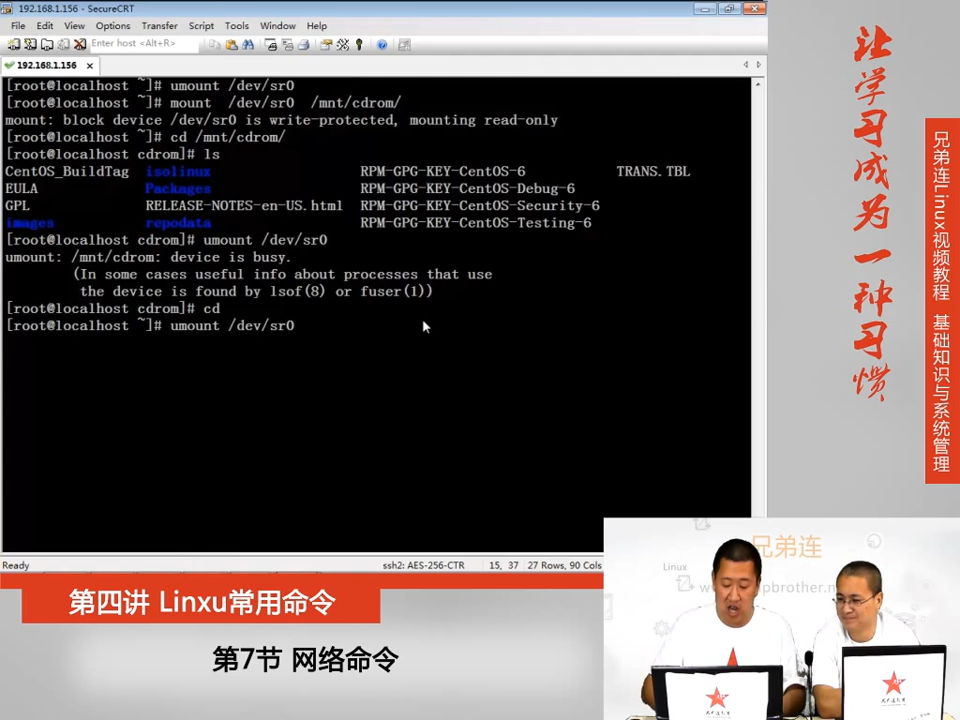 192.168.1.156 - SecureCRT
File Edit View Options Transfer Script Tools Window Help
Enter host <Alt+R>
192.168.1.156
[root@localhost ~]# umount /dev/sr0
[root@localhost ~]# mount  /dev/sr0  /mnt/cdrom/
mount: block device /dev/sr0 is write-protected, mounting read-only
[root@localhost ~]# cd /mnt/cdrom/
[root@localhost cdrom]# ls
CentOS_BuildTag isolinux RPM-GPG-KEY-CentOS-6 TRANS.TBL
EULA Packages RPM-GPG-KEY-CentOS-Debug-6
GPL RELEASE-NOTES-en-US.html RPM-GPG-KEY-CentOS-Security-6
images repodata RPM-GPG-KEY-CentOS-Testing-6
[root@localhost cdrom]# umount /dev/sr0
umount: /mnt/cdrom: device is busy.
(In some cases useful info about processes that use
the device is found by lsof(8) or fuser(1))
[root@localhost cdrom]# cd
[root@localhost ~]# umount /dev/sr0
Ready ssh2: AES-256-CTR 15, 37 27 Rows, 90 Cols
让学习成为一种习惯
兄弟连Linux视频教程 基础知识与系统管理
第四讲 Linxu常用命令
第7节 网络命令
兄弟连
Linux